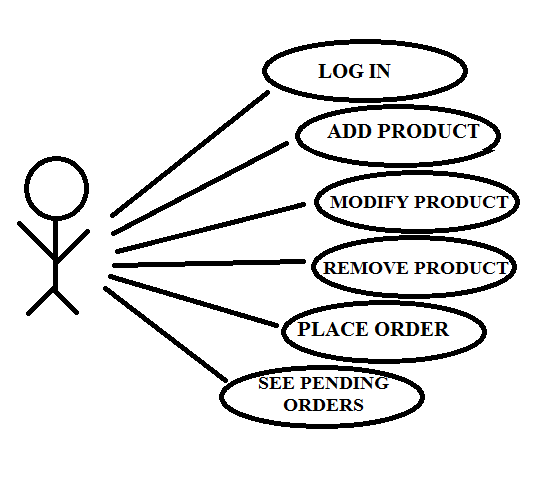 LOG IN
ADD PRODUCT
MODIFY PRODUCT
REMOVE PRODUCT
PLACE ORDER
SEE PENDING
ORDERS